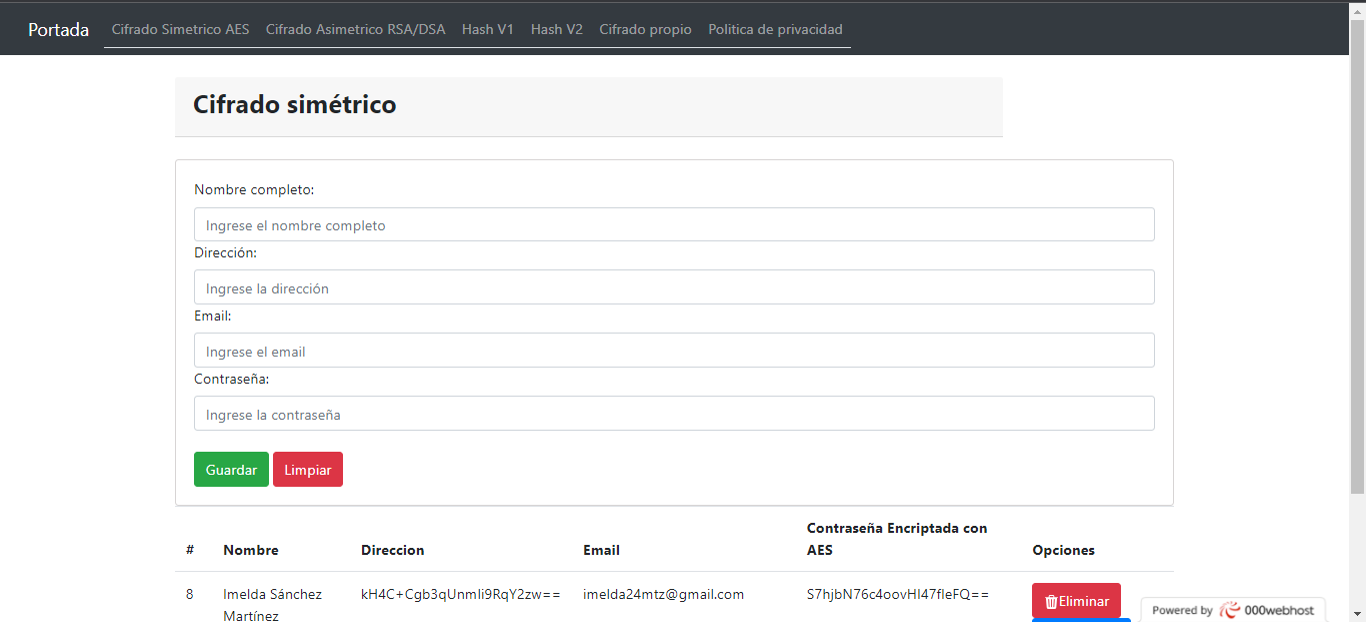 Portada Cifrado Simetrico AES Cifrado Asimetrico RSA/DSA Hash V1 Hash V2 Cifrado propio Politica de privacidad
Cifrado simétrico
Nombre completo:
Ingrese el nombre completo
Dirección:
Ingrese la dirección
Email:
Ingrese el email
Contraseña:
Ingrese la contraseña
Guardar Limpiar
# Nombre Direccion Email Contraseña Encriptada con
AES Opciones
8 Imelda Sánchez kH4C+Cgb3qUnmIi9RqY2zw== imelda24mtz@gmail.com S7hjbN76c4oovHI47fleFQ== Eliminar
Martínez
Powered by 000webhost